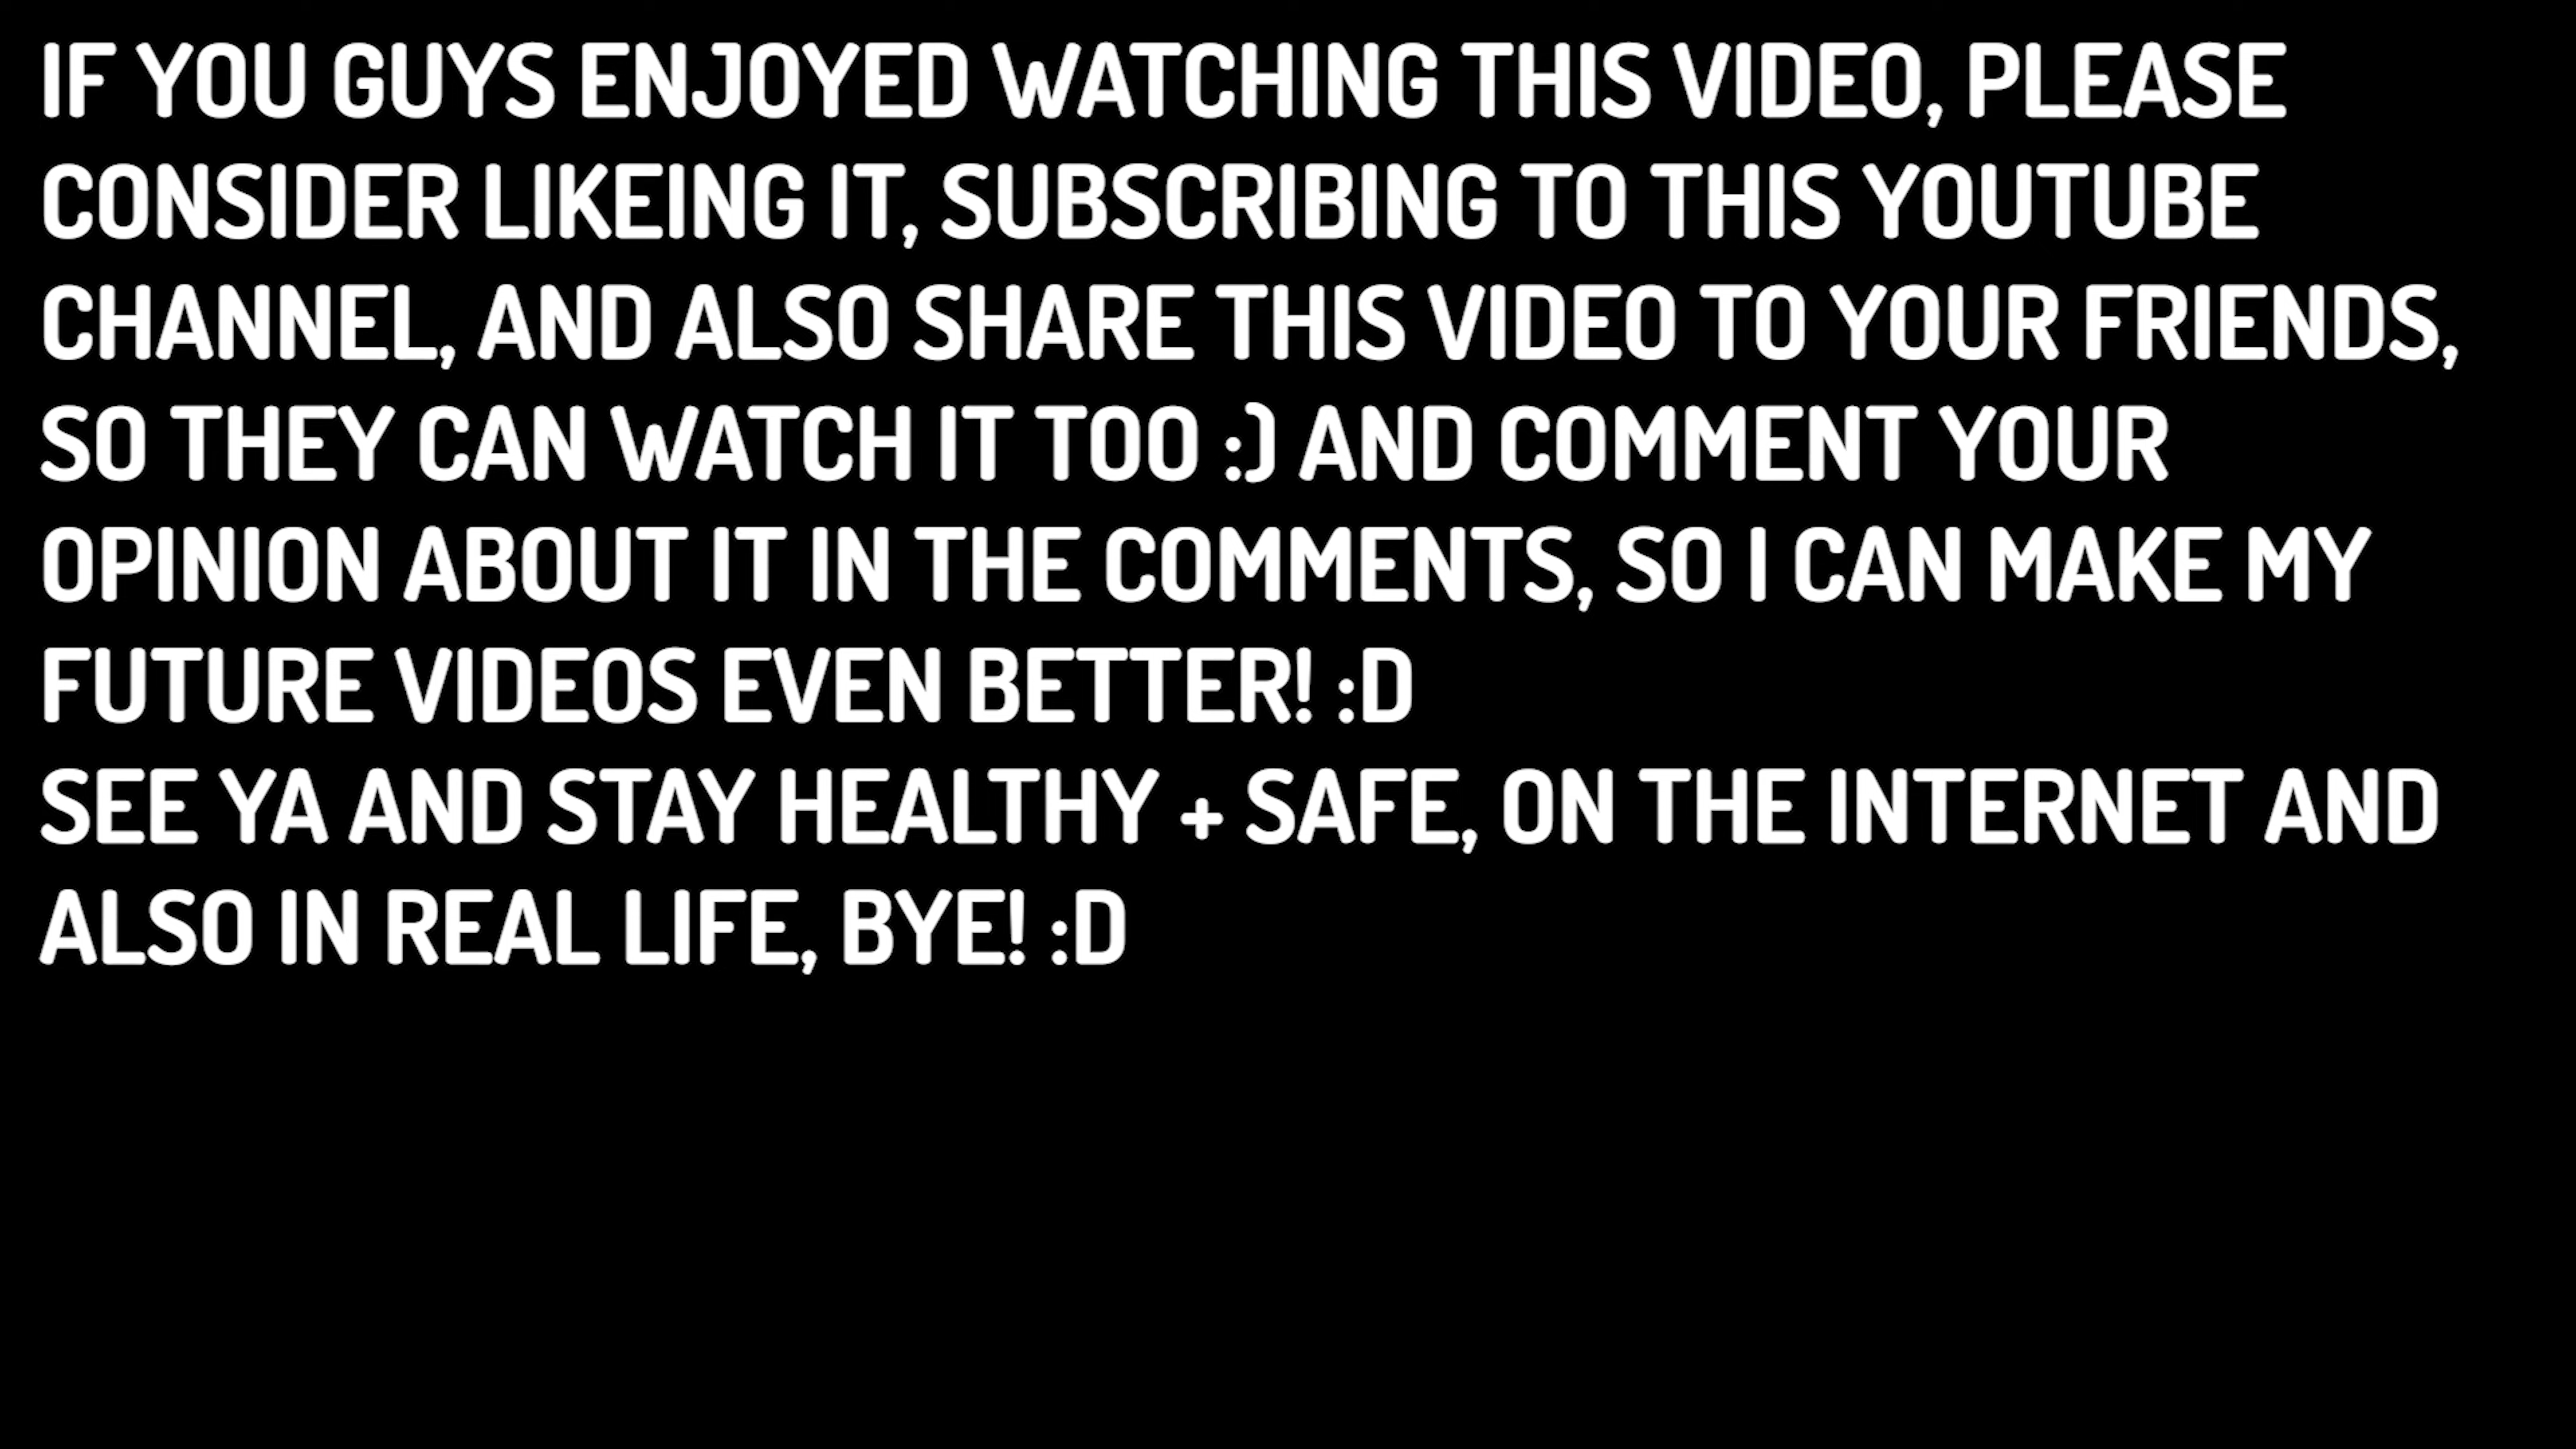 IF YOU GUYS ENJOYED WATCHING THIS VIDEO, PLEASE
CONSIDER LIKEING IT, SUBSCRIBING TO THIS YOUTUBE
CHANNEL, AND ALSO SHARE THIS VIDEO TO YOUR FRIENDS,
SO THEY CAN WATCH IT TOO :) AND COMMENT YOUR
OPINION ABOUT IT IN THE COMMENTS, SO I CAN MAKE MY
FUTURE VIDEOS EVEN BETTER! :D
SEE YA AND STAY HEALTHY + SAFE, ON THE INTERNET AND
ALSO IN REAL LIFE, BYE! :D